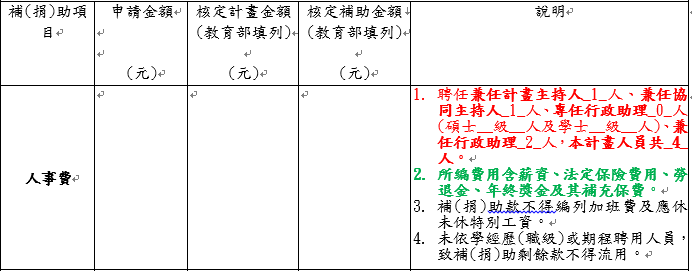 補(捐)助項目
申請金額
(元)
核定計畫金額
(教育部填列)
(元)
核定補助金額
(教育部填列)
(元)
說明
人事費
1. 聘任兼任計畫主持人_1_人、兼任協
同主持人_1_人、專任行政助理_0_人
(碩士__級__人及學士__級__人)、兼
任行政助理_2_人，本計畫人員共_4_
人。
2. 所編費用含薪資、法定保險費用、勞
退金、年終獎金及其補充保費。
3. 補(捐)助款不得編列加班費及應休
未休特別工資。
4. 未依學經歷(職級)或期程聘用人員，
致補(捐)助剩餘款不得流用。